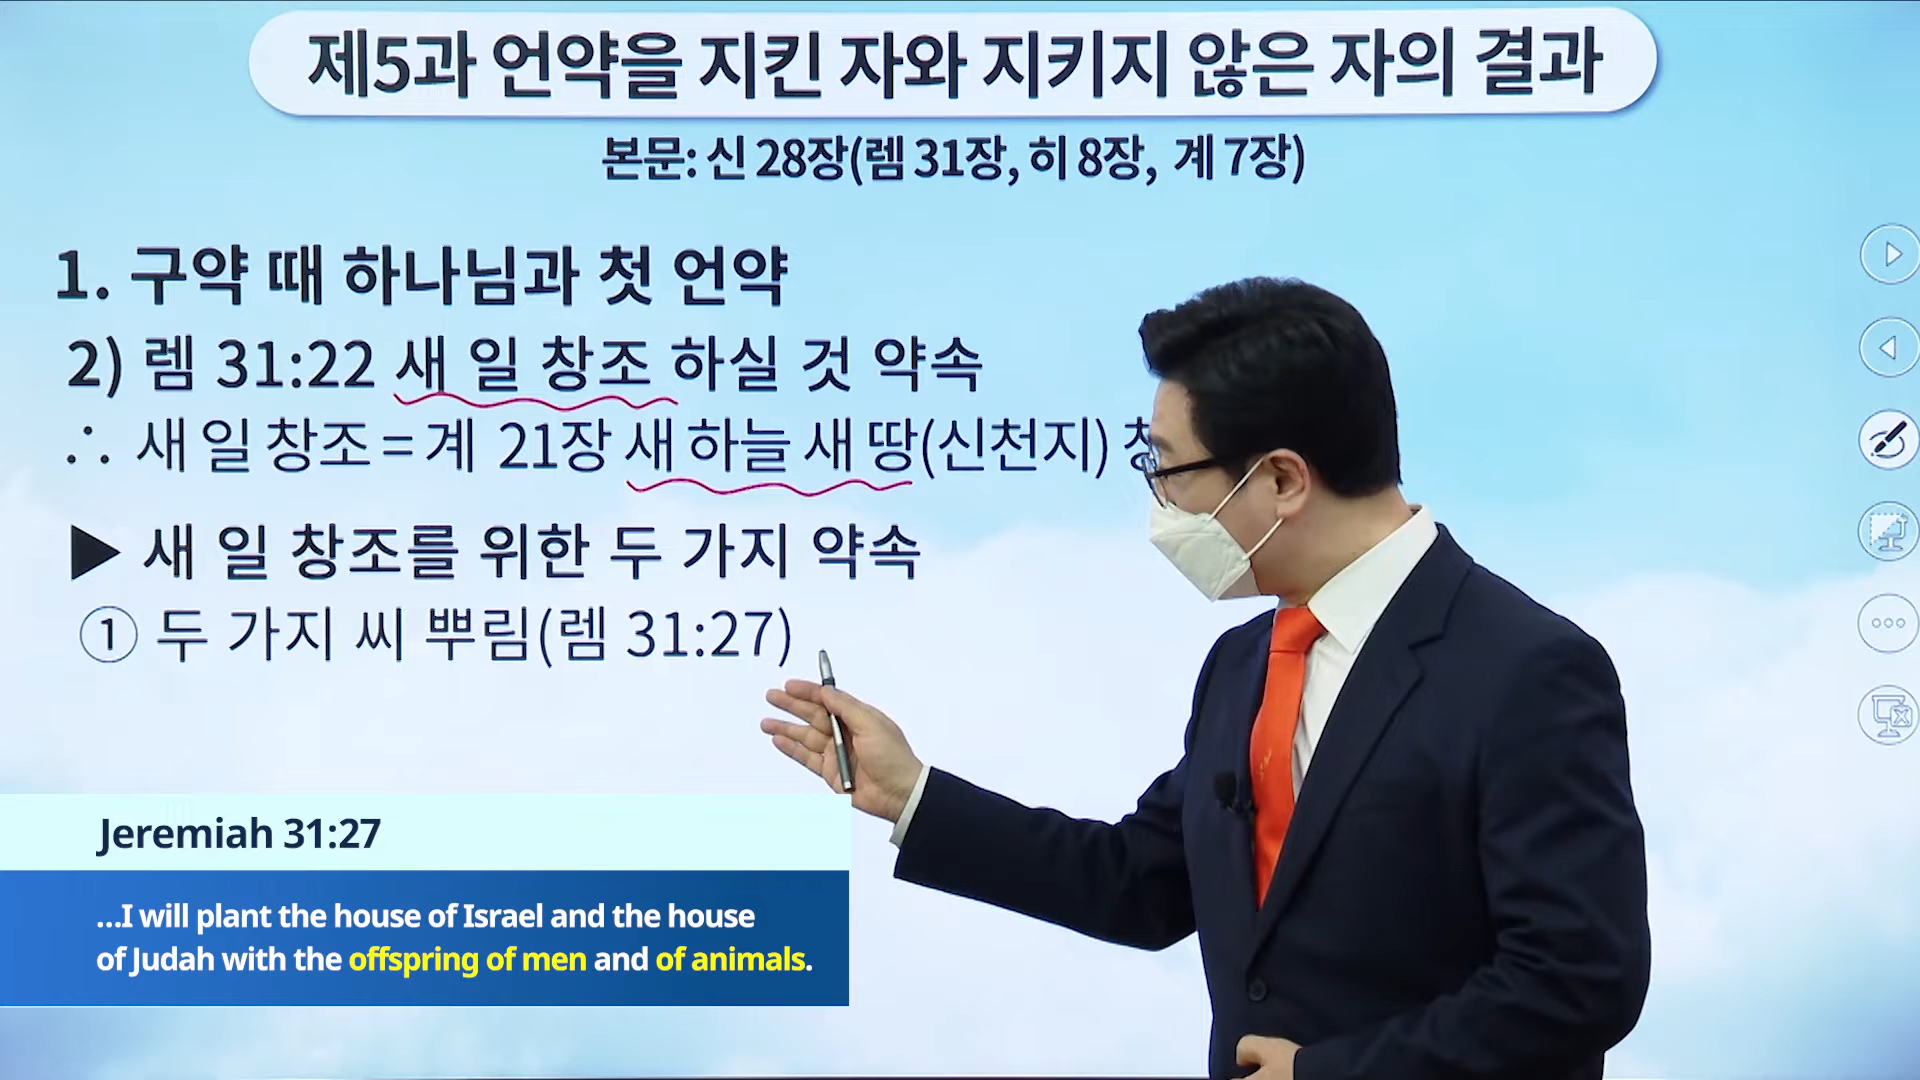 제5과 언약을 지킨 자와 지키지 않은 자의 결과
본문: 신 28장(렘 31장, 히 8장, 계 7장)
1. 구약 때 하나님과 첫 언약
2) 렘 31:22 새 일 창조 하실 것 약속
∴ 새 일 창조 = 계 21장 새 하늘 새 땅(신천지)
▶ 새 일 창조를 위한 두 가지 약속
① 두 가지 씨 뿌림(렘 31:27)
Jeremiah 31:27
...I will plant the house of Israel and the house
of Judah with the offspring of men and of animals.